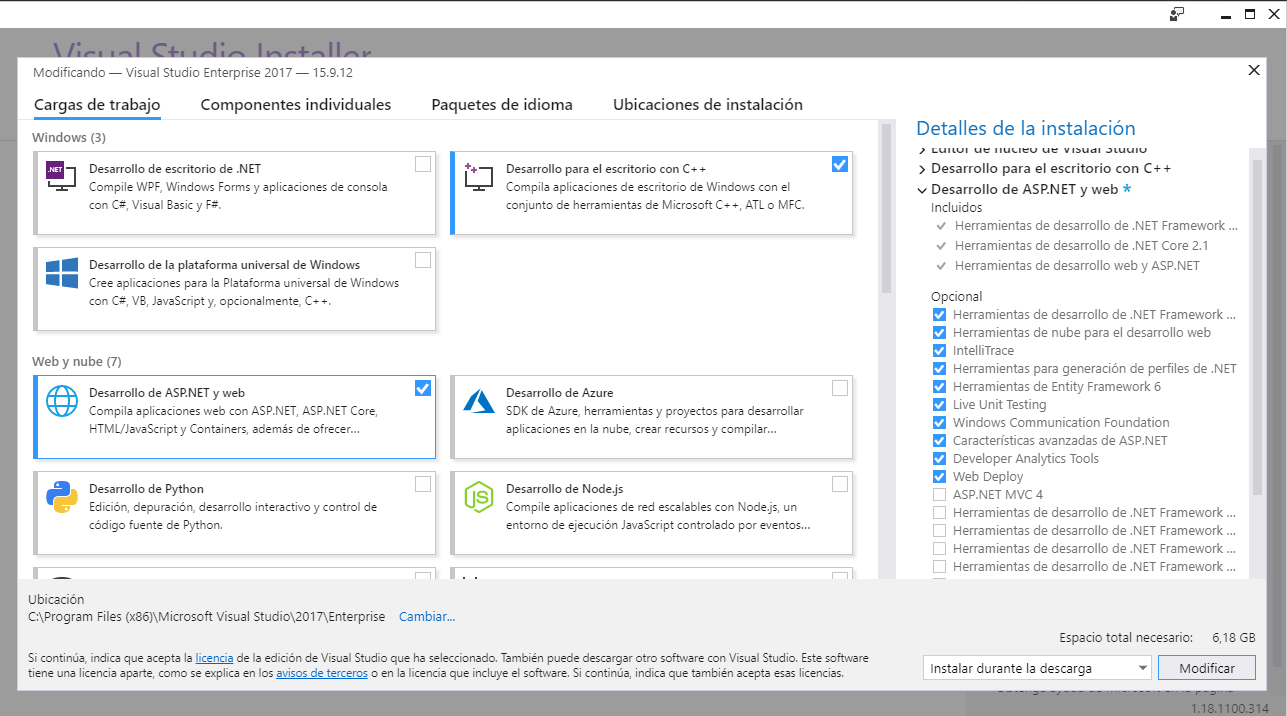 Visual Studio Installer
Modificando — Visual Studio Enterprise 2017 — 15.9.12
Cargas de trabajo
Componentes individuales
Paquetes de idioma
Ubicaciones de instalación
Windows (3)
.NET
Desarrollo de escritorio de .NET
Compile WPF, Windows Forms y aplicaciones de consola
con C#, Visual Basic y F#.
Desarrollo para el escritorio con C++
Compila aplicaciones de escritorio de Windows con el
conjunto de herramientas de Microsoft C++, ATL o MFC.
Desarrollo de la plataforma universal de Windows
Cree aplicaciones para la Plataforma universal de Windows
con C#, VB, JavaScript y, opcionalmente, C++.
Web y nube (7)
Desarrollo de ASP.NET y web
Compila aplicaciones web con ASP.NET, ASP.NET Core,
HTML/JavaScript y Containers, además de ofrecer...
Desarrollo de Azure
SDK de Azure, herramientas y proyectos para desarrollar
aplicaciones en la nube, crear recursos y compilar...
Desarrollo de Python
Edición, depuración, desarrollo interactivo y control de
código fuente de Python.
JS
Desarrollo de Node.js
Compile aplicaciones de red escalables con Node.js, un
entorno de ejecución JavaScript controlado por eventos...
Detalles de la instalación
Editor de núcleo de Visual Studio
Desarrollo para el escritorio con C++
Desarrollo de ASP.NET y web *
Incluidos
Herramientas de desarrollo de .NET Framework ...
Herramientas de desarrollo de .NET Core 2.1
Herramientas de desarrollo web y ASP.NET
Opcional
Herramientas de desarrollo de .NET Framework ...
Herramientas de nube para el desarrollo web
IntelliTrace
Herramientas para generación de perfiles de .NET
Herramientas de Entity Framework 6
Live Unit Testing
Windows Communication Foundation
Características avanzadas de ASP.NET
Developer Analytics Tools
Web Deploy
ASP.NET MVC 4
Herramientas de desarrollo de .NET Framework ...
Herramientas de desarrollo de .NET Framework ...
Herramientas de desarrollo de .NET Framework ...
Herramientas de desarrollo de .NET Framework ...
Ubicación
C:\Program Files (x86)\Microsoft Visual Studio\2017\Enterprise
Cambiar...
Si continúa, indica que acepta la licencia de la edición de Visual Studio que ha seleccionado. También puede descargar otro software con Visual Studio. Este software
tiene una licencia aparte, como se explica en los avisos de terceros o en la licencia que incluye el software. Si continúa, indica que también acepta esas licencias.
Espacio total necesario: 6,18 GB
Instalar durante la descarga
Modificar
1.18.1100.314